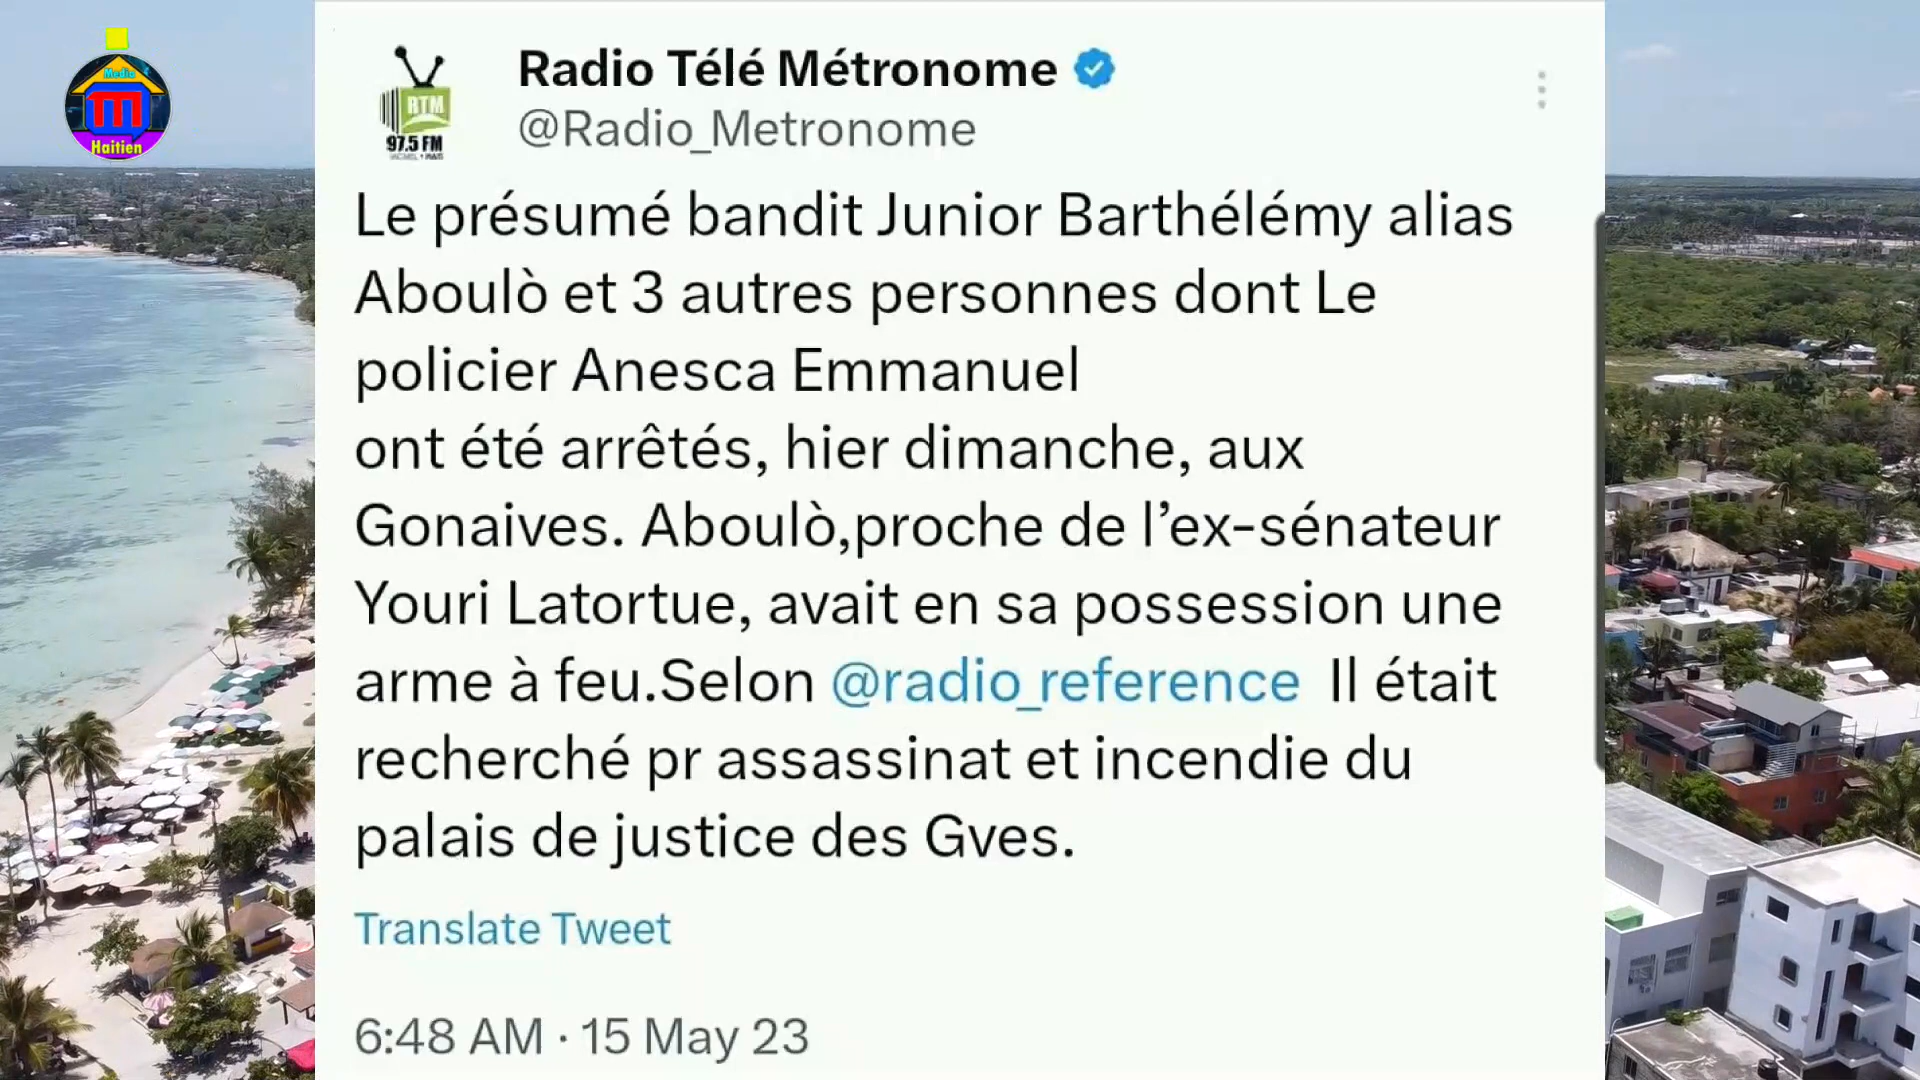 Media
Haitien
RTM
97.5 FM
Radio Télé Métronome
@Radio_Metronome
Le présumé bandit Junior Barthélémy alias
Aboulò et 3 autres personnes dont Le
policier Anesca Emmanuel
ont été arrêtés, hier dimanche, aux
Gonaives. Aboulò,proche de l’ex-sénateur
Youri Latortue, avait en sa possession une
arme à feu.Selon @radio_reference Il était
recherché pr assassinat et incendie du
palais de justice des Gves.
Translate Tweet
6:48 AM · 15 May 23